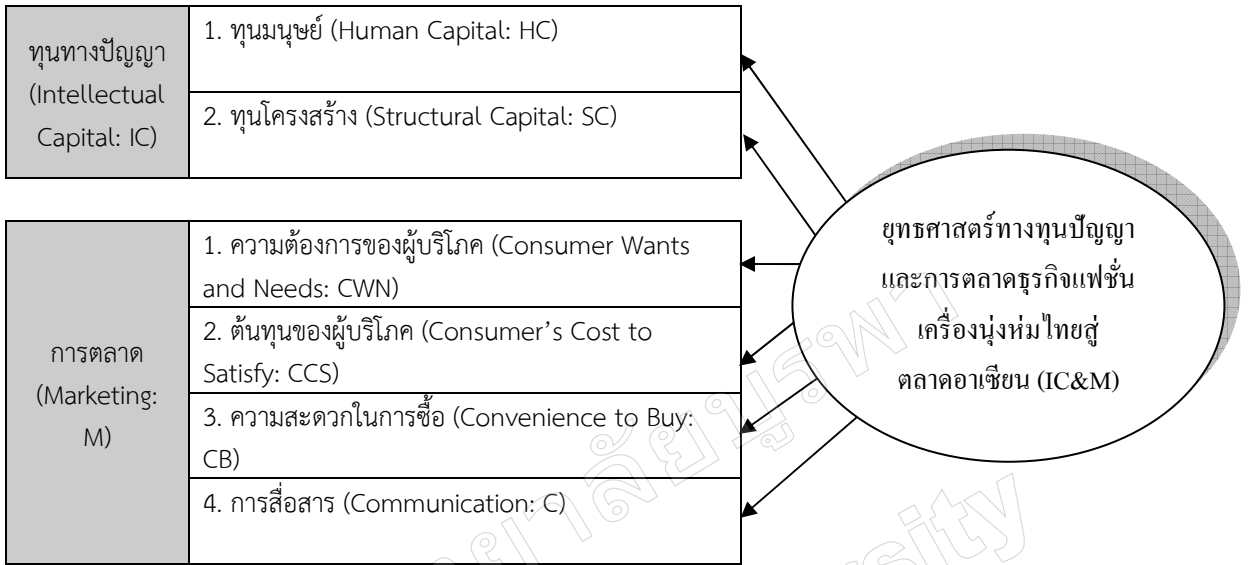 ทุนทางปัญญา
(Intellectual
Capital: IC)
1. ทุนมนุษย์ (Human Capital: HC)
2. ทุนโครงสร้าง (Structural Capital: SC)
การตลาด
(Marketing:
M)
1. ความต้องการของผู้บริโภค (Consumer Wants
and Needs: CWN)
2. ต้นทุนของผู้บริโภค (Consumer’s Cost to
Satisfy: CCS)
3. ความสะดวกในการซื้อ (Convenience to Buy:
CB)
4. การสื่อสาร (Communication: C)
ยุทธศาสตร์ทางทุนปัญญา
และการตลาดธุรกิจแฟชั่น
เครื่องนุ่งห่มไทยสู่
ตลาดอาเซียน (IC&M)